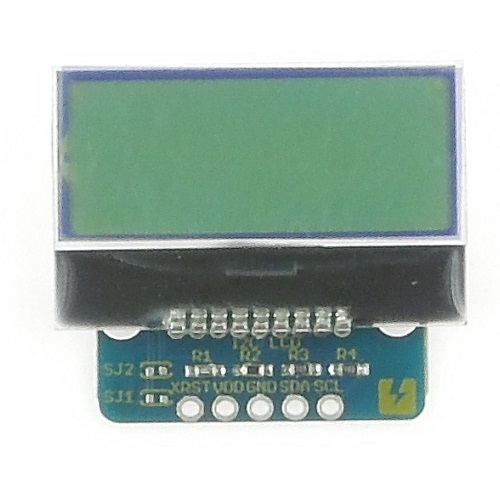 I2C LCD
R1 R2 R3 R4
SJ2
XRST VDD GND SDA SCL
SJ1